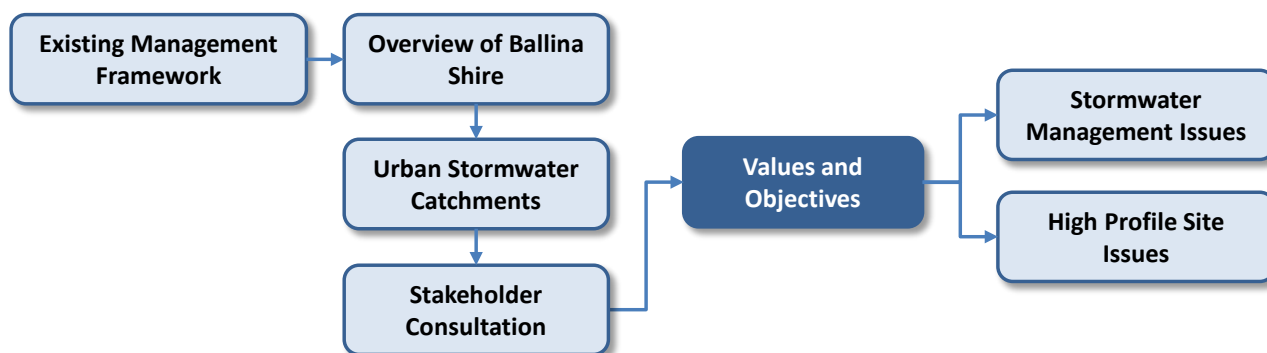 Existing Management
Framework
Overview of Ballina
Shire
Urban Stormwater
Catchments
Stakeholder
Consultation
Values and
Objectives
Stormwater
Management Issues
High Profile Site
Issues